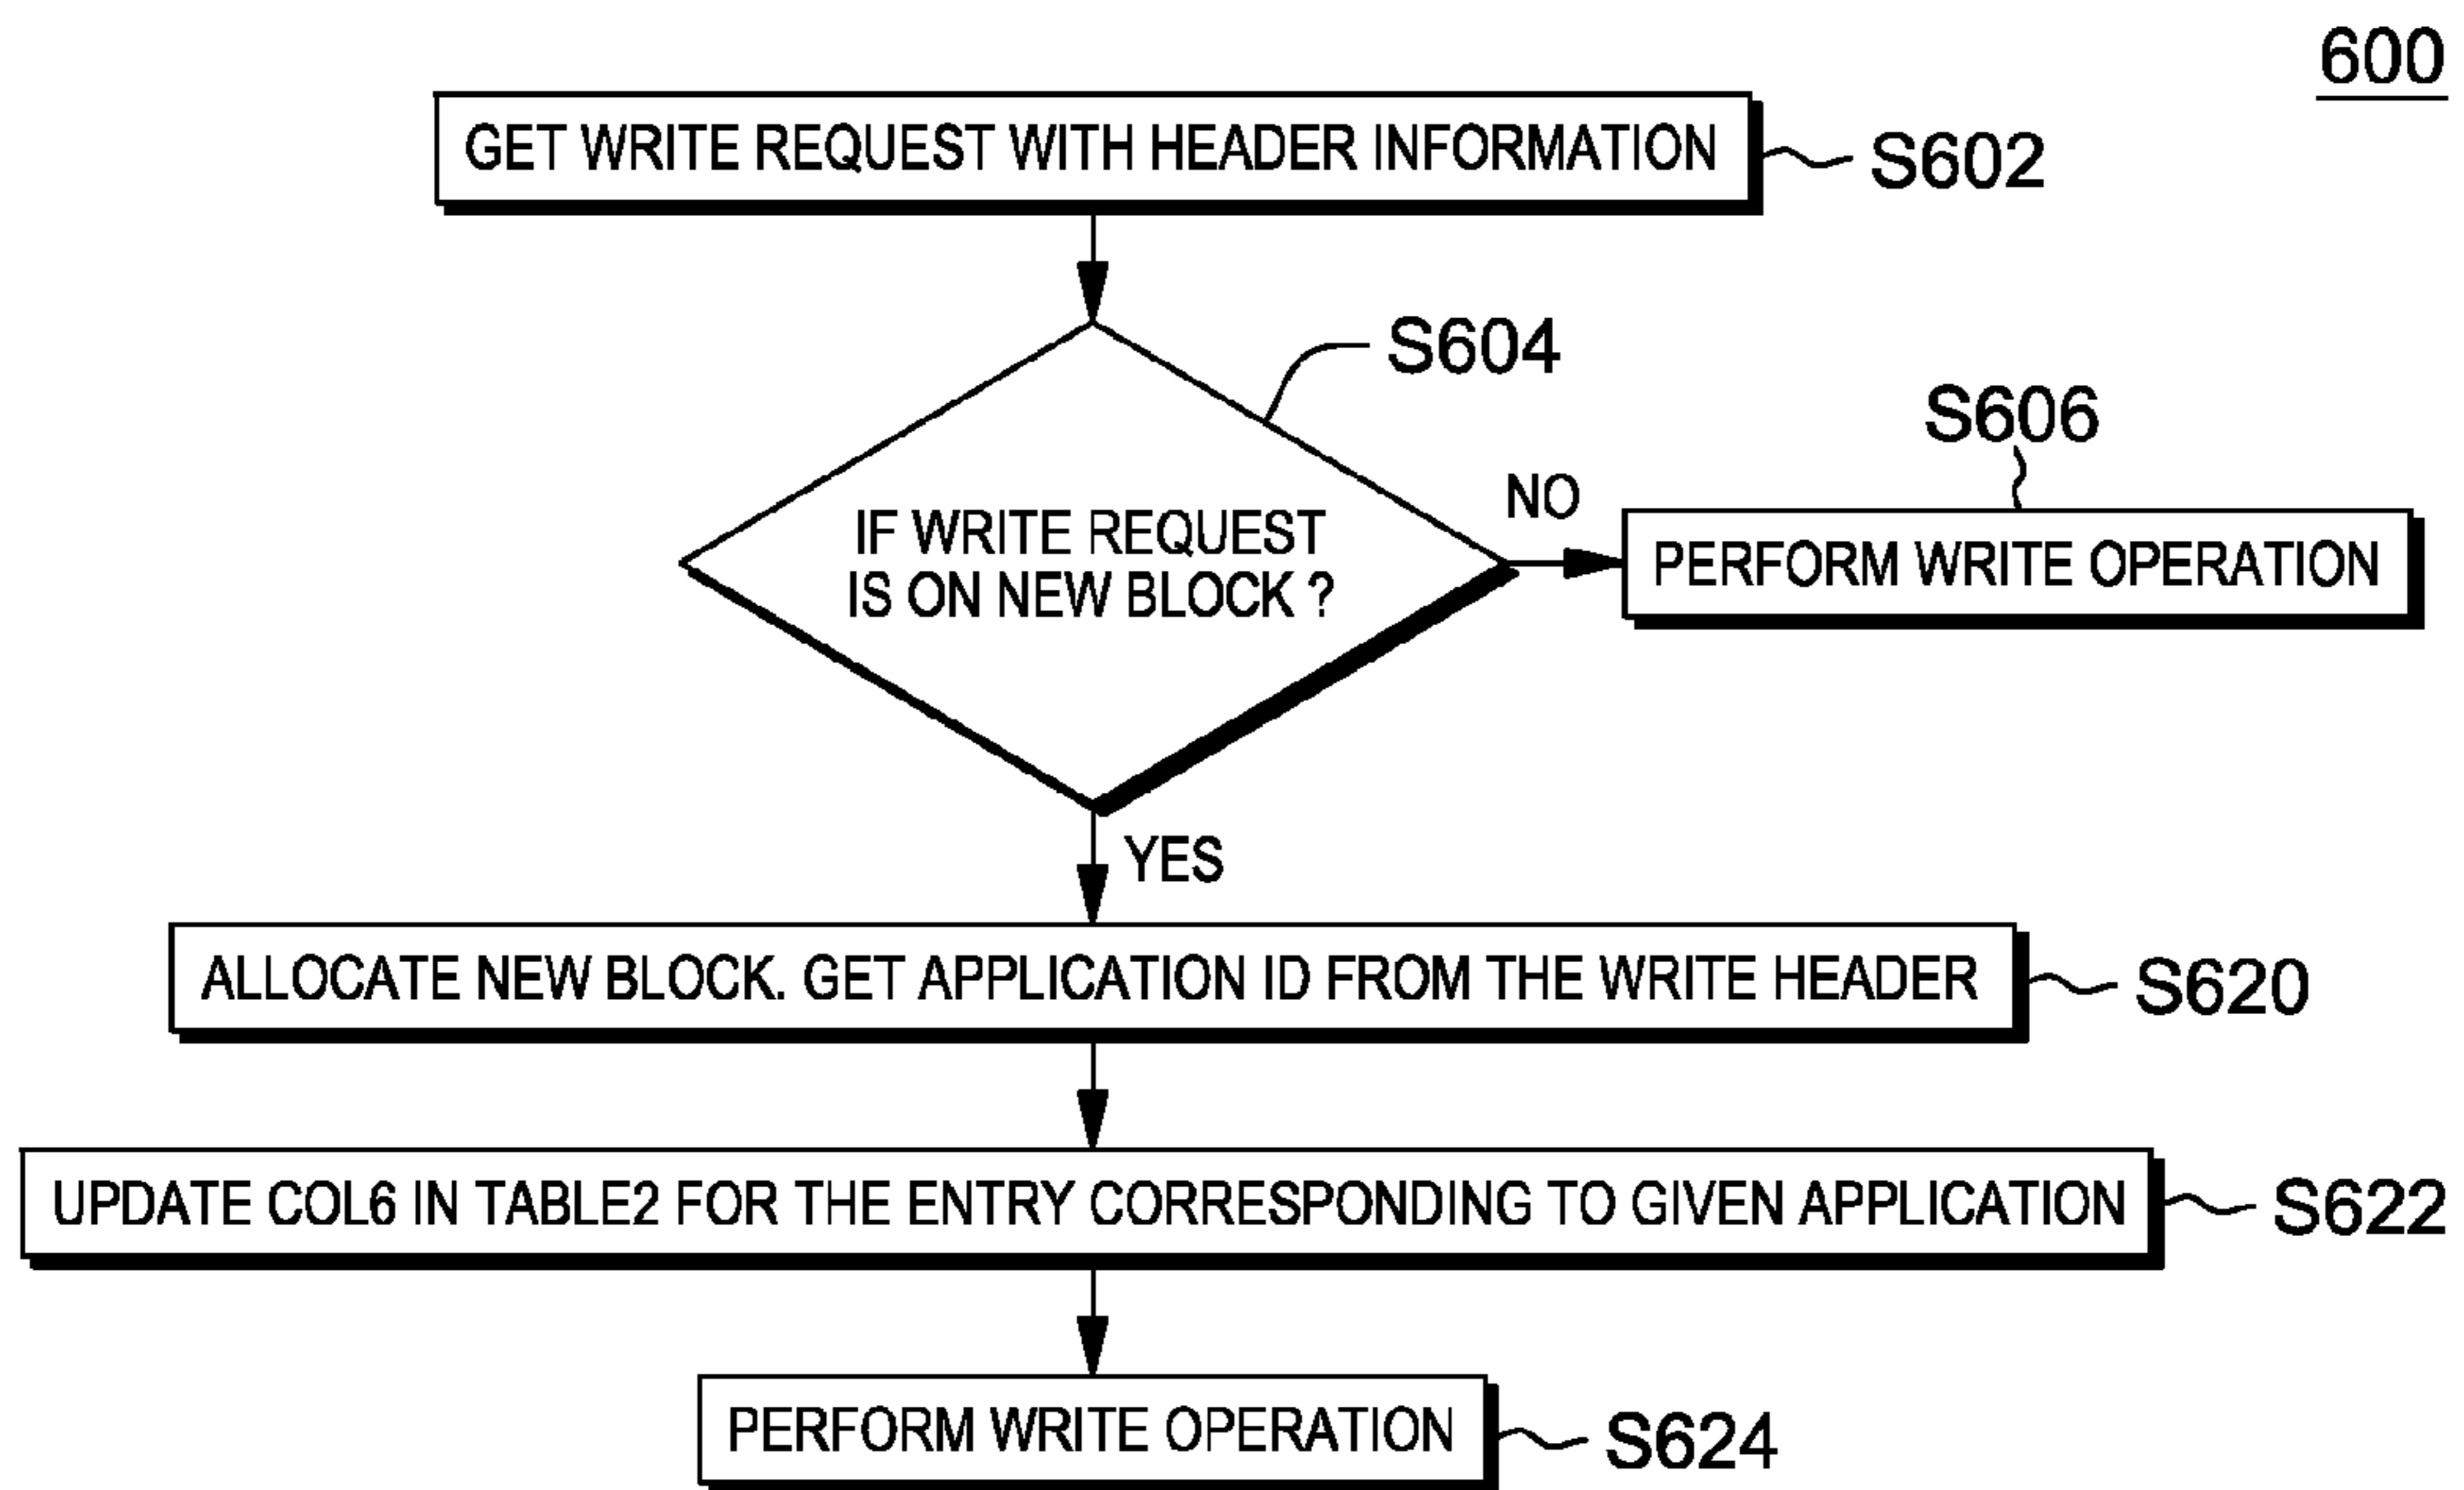 600
GET WRITE REQUEST WITH HEADER INFORMATION
S602
S604
IF WRITE REQUEST
IS ON NEW BLOCK ?
NO
S606
PERFORM WRITE OPERATION
YES
ALLOCATE NEW BLOCK. GET APPLICATION ID FROM THE WRITE HEADER
S620
UPDATE COL6 IN TABLE2 FOR THE ENTRY CORRESPONDING TO GIVEN APPLICATION
S622
PERFORM WRITE OPERATION
S624